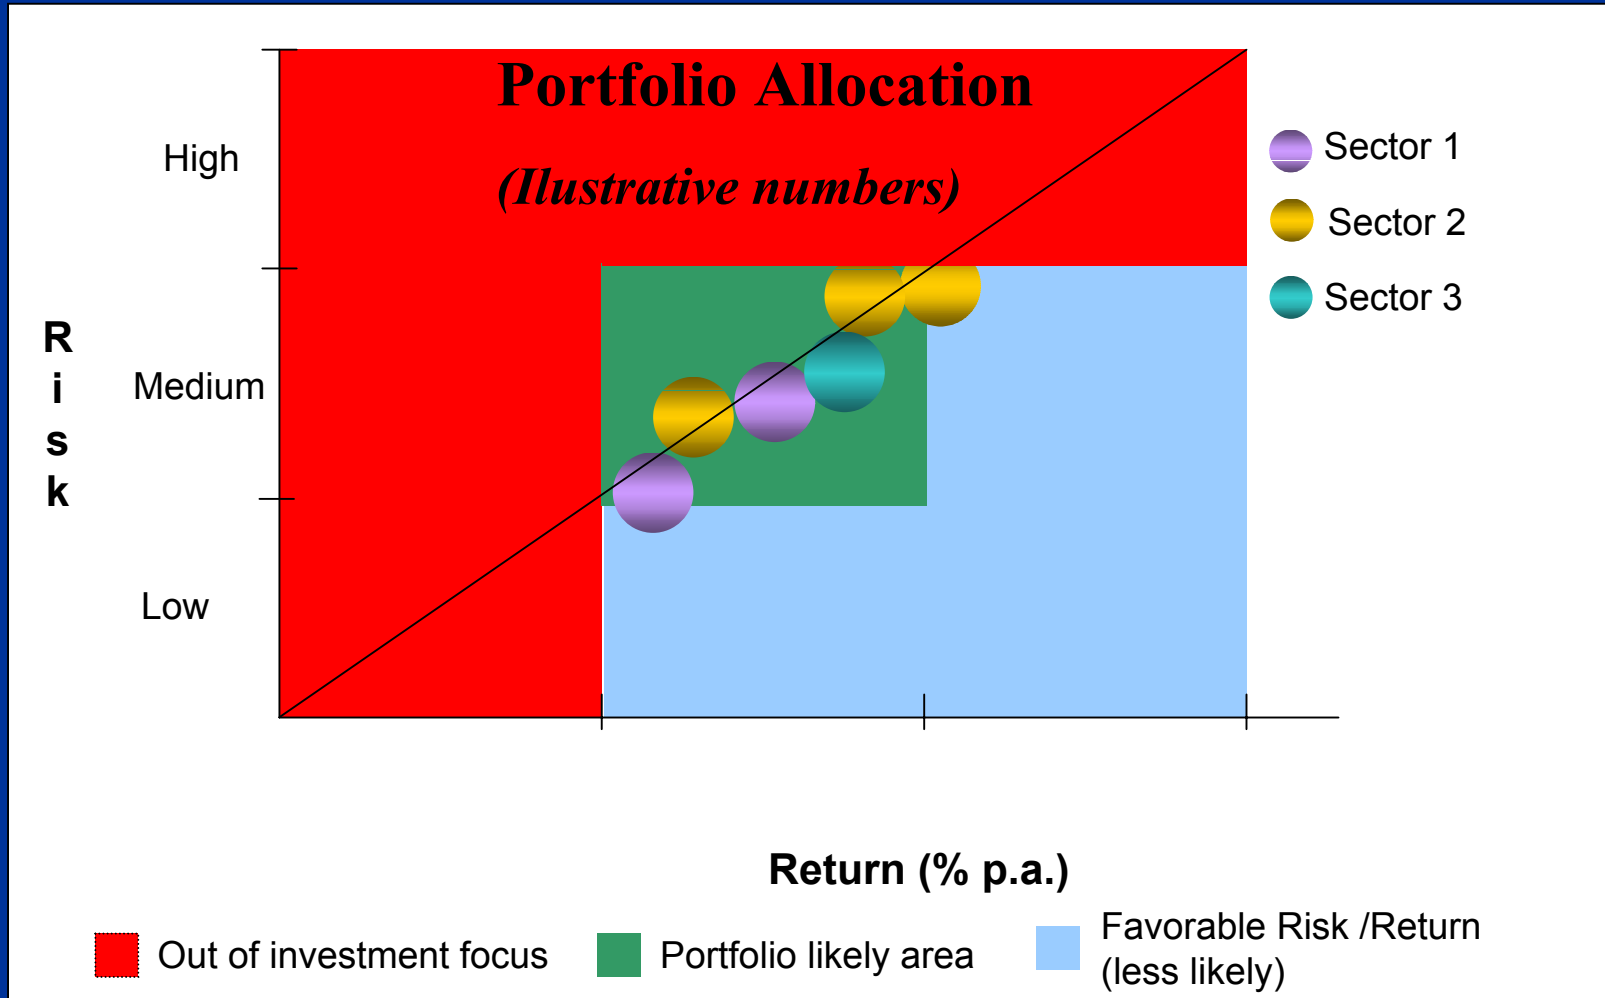 Portfolio Allocation
(Ilustrative numbers)
High
Medium
Low
R
i
s
k
Sector 1
Sector 2
Sector 3
Return (% p.a.)
Out of investment focus
Portfolio likely area
Favorable Risk /Return
(less likely)